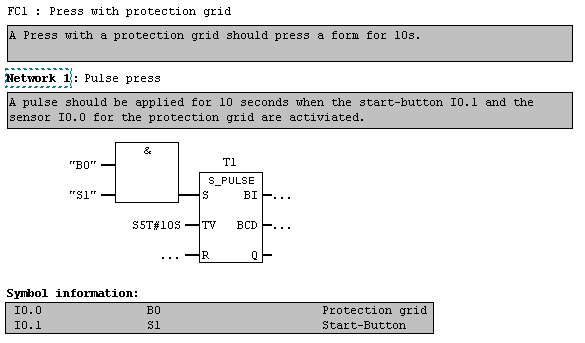 FC1 : Press with protection grid
A Press with a protection grid should press a form for 10s.
Network 1: Pulse press
A pulse should be applied for 10 seconds when the start-button I0.1 and the
sensor I0.0 for the protection grid are activiated.
&
T1
"B0"
S_PULSE
"S1" S BI ...
S5T#10S TV BCD ...
... R Q
Symbol information:
I0.0 B0 Protection grid
I0.1 S1 Start-Button